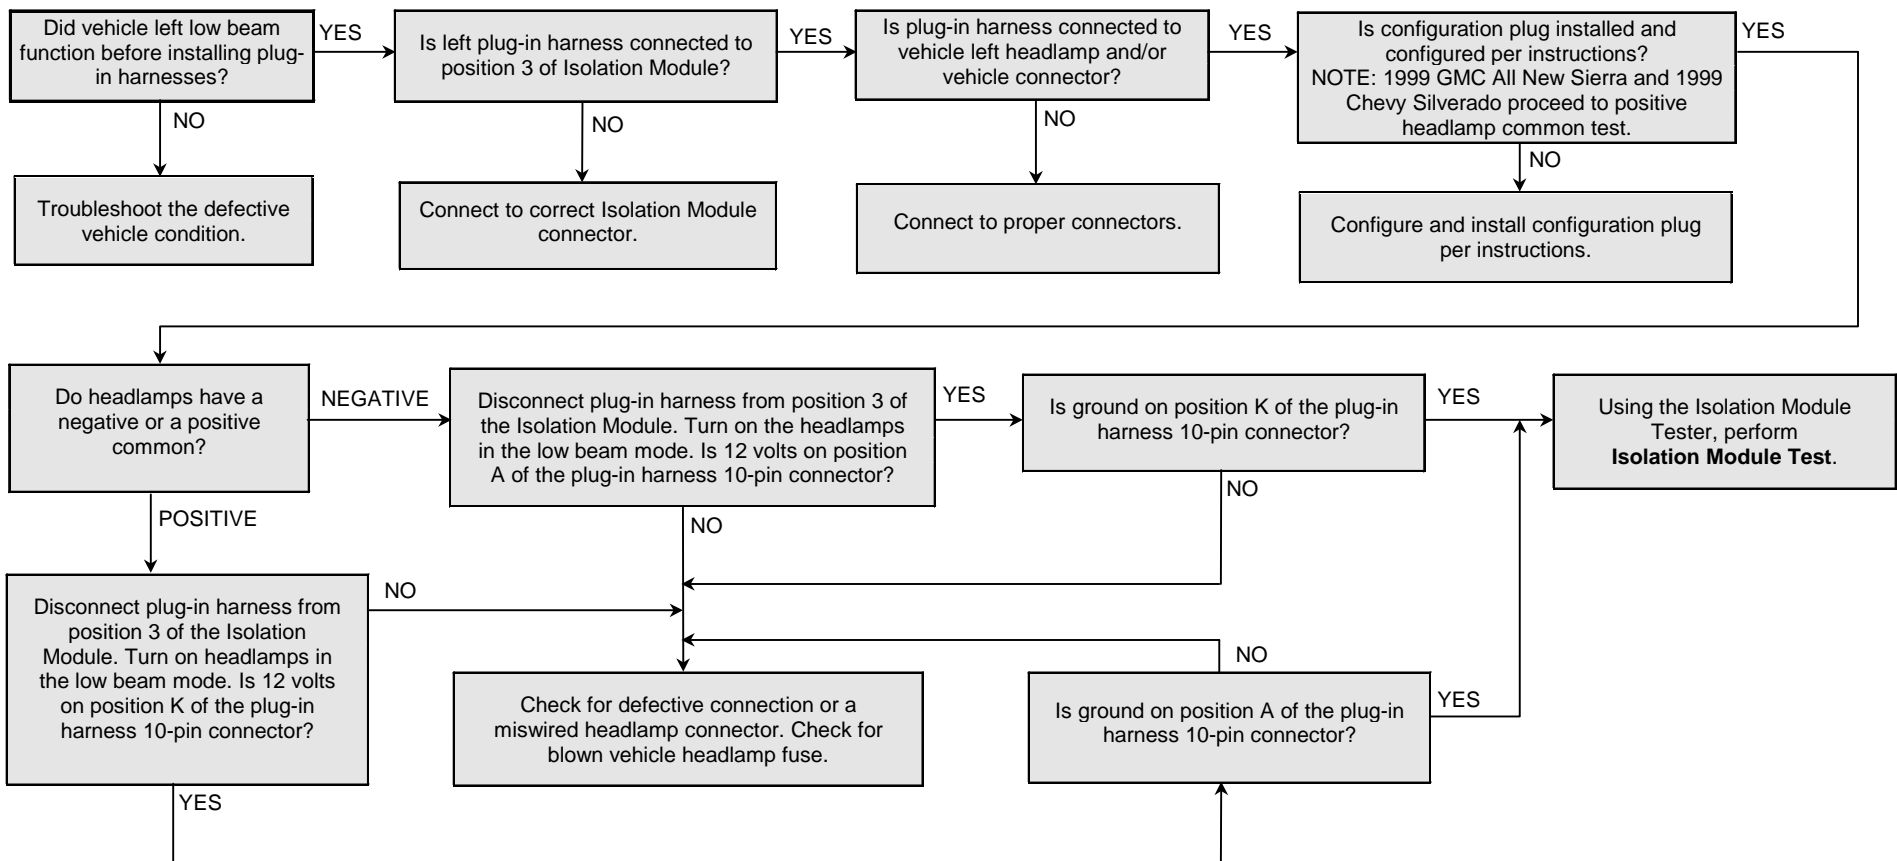 Did vehicle left low beam
function before installing plug-
in harnesses?
YES
Is left plug-in harness connected to
position 3 of Isolation Module?
YES
Is plug-in harness connected to
vehicle left headlamp and/or
vehicle connector?
YES
Is configuration plug installed and
configured per instructions?
NOTE: 1999 GMC All New Sierra and 1999
Chevy Silverado proceed to positive
headlamp common test.
YES
NO
NO
NO
NO
Troubleshoot the defective
vehicle condition.
Connect to correct Isolation Module
connector.
Connect to proper connectors.
Configure and install configuration plug
per instructions.
Do headlamps have a
negative or a positive
common?
NEGATIVE
Disconnect plug-in harness from position 3 of
the Isolation Module. Turn on the headlamps
in the low beam mode. Is 12 volts on position
A of the plug-in harness 10-pin connector?
YES
Is ground on position K of the plug-in
harness 10-pin connector?
YES
Using the Isolation Module
Tester, perform
Isolation Module Test.
POSITIVE
NO
NO
Disconnect plug-in harness from
position 3 of the Isolation
Module. Turn on headlamps in
the low beam mode. Is 12 volts
on position K of the plug-in
harness 10-pin connector?
NO
Check for defective connection or a
miswired headlamp connector. Check for
blown vehicle headlamp fuse.
NO
Is ground on position A of the plug-in
harness 10-pin connector?
YES
YES